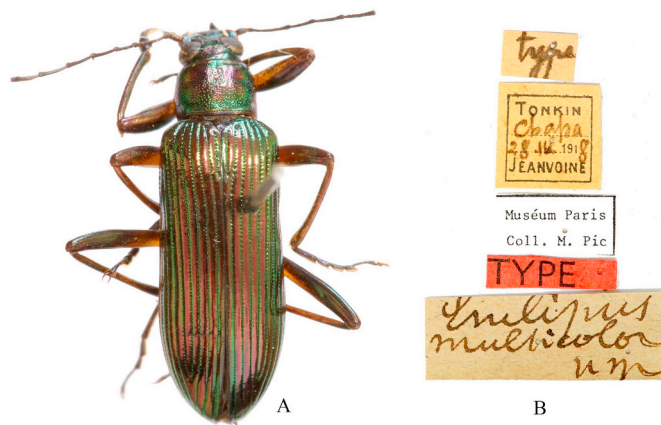 type
TONKIN
Chapa
28.IV.1918
JEANVOINE
Muséum Paris
Coll. M. Pic
TYPE
multicolor
A
B